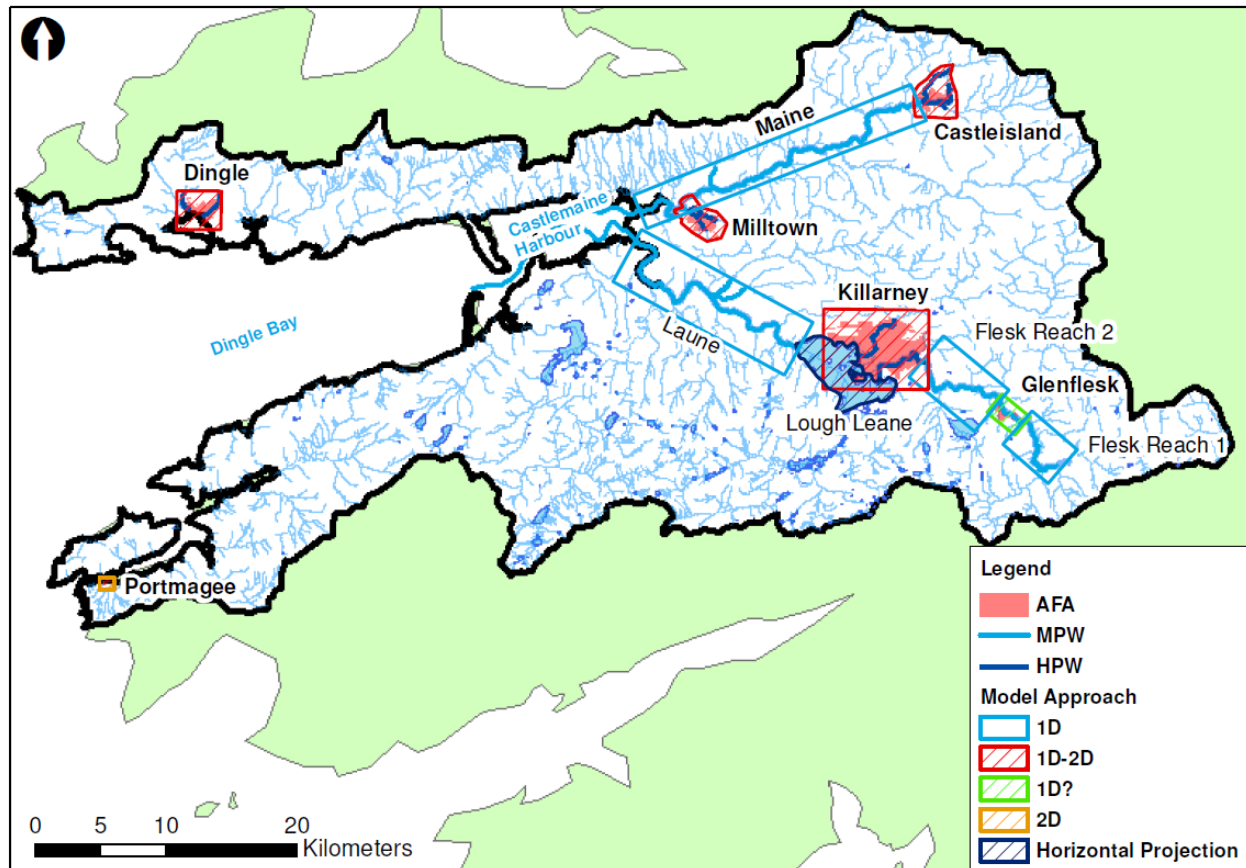 Maine
Castleisland
Dingle
Castlemaine
Harbour
Milltown
Killarney
Flesk Reach 2
Dingle Bay
Laune
Glenflesk
Lough Leane
Flesk Reach 1
Portmagee
Legend
AFA
MPW
HPW
Model Approach
1D
1D-2D
1D?
2D
Horizontal Projection
0 5 10 20
Kilometers